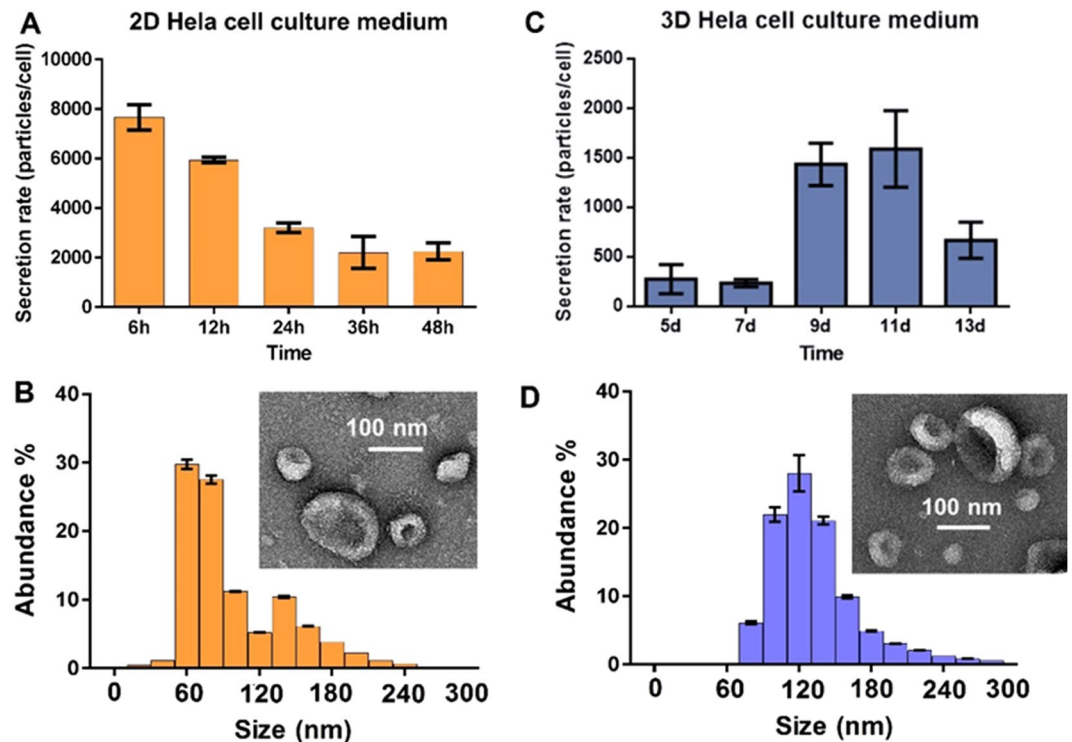 A
2D Hela cell culture medium
Secretion rate (particles/cell)
10000
8000
6000
4000
2000
0
6h 12h 24h 36h 48h
Time
C
3D Hela cell culture medium
Secretion rate (particles/cell)
2500
2000
1500
1000
500
0
5d 7d 9d 11d 13d
Time
B
Abundance %
40
30
20
10
0
100 nm
0 60 120 180 240 300
Size (nm)
D
Abundance %
40
30
20
10
0
100 nm
0 60 120 180 240 300
Size (nm)